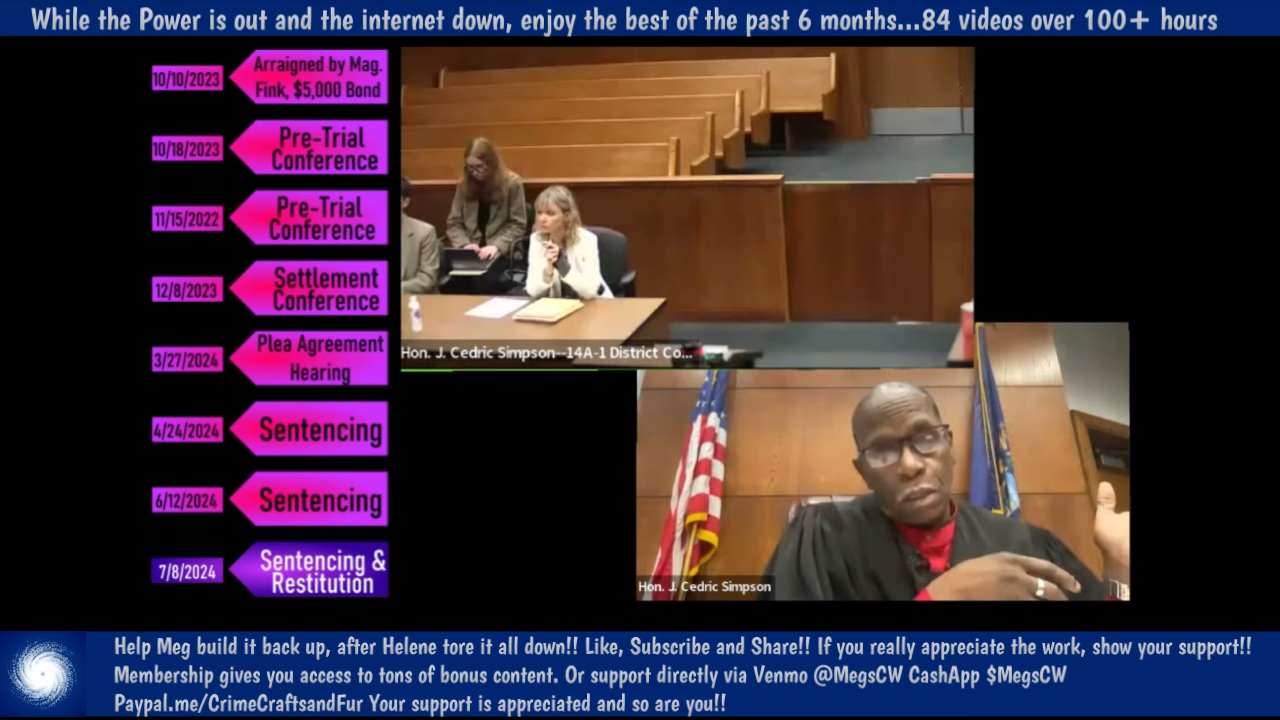 While the Power is out and the internet down, enjoy the best of the past 6 months...84 videos over 100+ hours
10/10/2023
Arraigned by Mag.
Fink, $5,000 Bond
10/18/2023
Pre-Trial
Conference
11/15/2022
Pre-Trial
Conference
12/8/2023
Settlement
Conference
3/27/2024
Plea Agreement
Hearing
4/24/2024
Sentencing
6/12/2024
Sentencing
7/8/2024
Sentencing &
Restitution
Hon. J. Cedric Simpson--14A-1 District Co...
Hon. J. Cedric Simpson
Help Meg build it back up, after Helene tore it all down!! Like, Subscribe and Share!! If you really appreciate the work, show your support!!
Membership gives you access to tons of bonus content. Or support directly via Venmo @MegsCW CashApp $MegsCW
Paypal.me/CrimeCraftsandFur Your support is appreciated and so are you!!